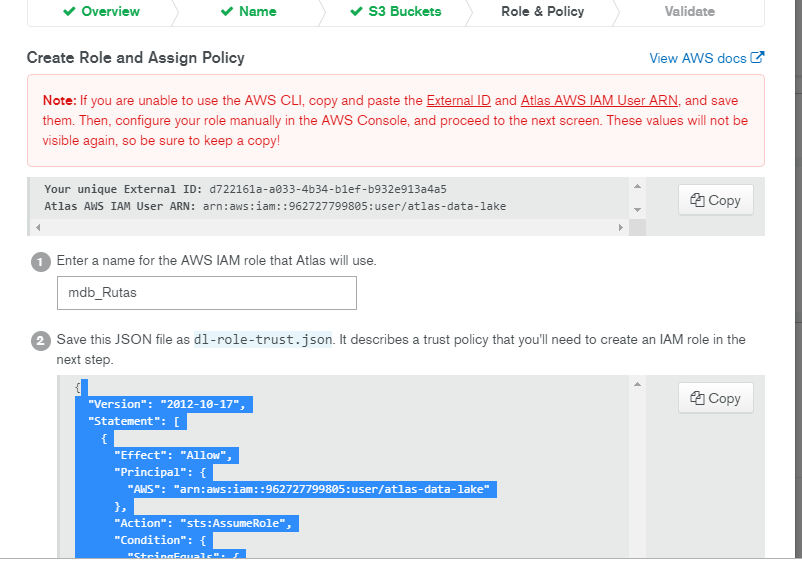 Overview Name S3 Buckets Role & Policy Validate
Create Role and Assign Policy View AWS docs
Note: If you are unable to use the AWS CLI, copy and paste the External ID and Atlas AWS IAM User ARN, and save
them. Then, configure your role manually in the AWS Console, and proceed to the next screen. These values will not be
visible again, so be sure to keep a copy!
Your unique External ID: d722161a-a033-4b34-b1ef-b932e913a4a5
Atlas AWS IAM User ARN: arn:aws:iam::962727799805:user/atlas-data-lake
Copy
1 Enter a name for the AWS IAM role that Atlas will use.
mdb_Rutas
2 Save this JSON file as dl-role-trust.json. It describes a trust policy that you'll need to create an IAM role in the
next step.
{
"Version": "2012-10-17",
"Statement": [
{
"Effect": "Allow",
"Principal": {
"AWS": "arn:aws:iam::962727799805:user/atlas-data-lake"
},
"Action": "sts:AssumeRole",
"Condition": {
"StringEquals": {
Copy